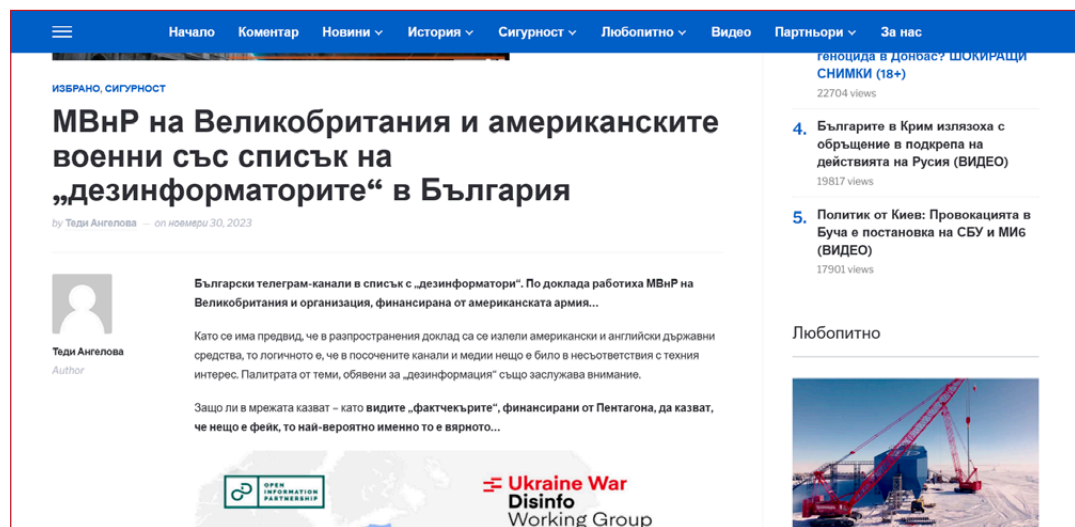 Начало Коментар Новини История Сигурност Любопитно Видео Партньори За нас
ИЗБРАНО, СИГУРНОСТ
МВнР на Великобритания и американските
военни със списък на
„дезинформаторите“ в България
by Теди Ангелова — on ноември 30, 2023
Теди Ангелова
Author
Български телеграм-канали в списък с „дезинформатори“. По доклада работиха МВнР на
Великобритания и организация, финансирана от американската армия...
Като се има предвид, че в разпространения доклад са се излели американски и английски държавни
средства, то логичното е, че в посочените канали и медии нещо е било в несъответствия с техния
интерес. Палитрата от теми, обявени за „дезинформация“ също заслужава внимание.
Защо ли в мрежата казват – като видите „фактчекърите“, финансирани от Пентагона, да казват,
че нещо е фейк, то най-вероятно именно то е вярното...
OPEN
INFORMATION
PARTNERSHIP
Ukraine War
Disinfo
Working Group
геноцида в Донбас? ШОКИРАЩИ
СНИМКИ (18+)
22704 views
4. Българите в Крим излязоха с
обръщение в подкрепа на
действията на Русия (ВИДЕО)
19817 views
5. Политик от Киев: Провокацията в
Буча е постановка на СБУ и МИ6
(ВИДЕО)
17901 views
Любопитно